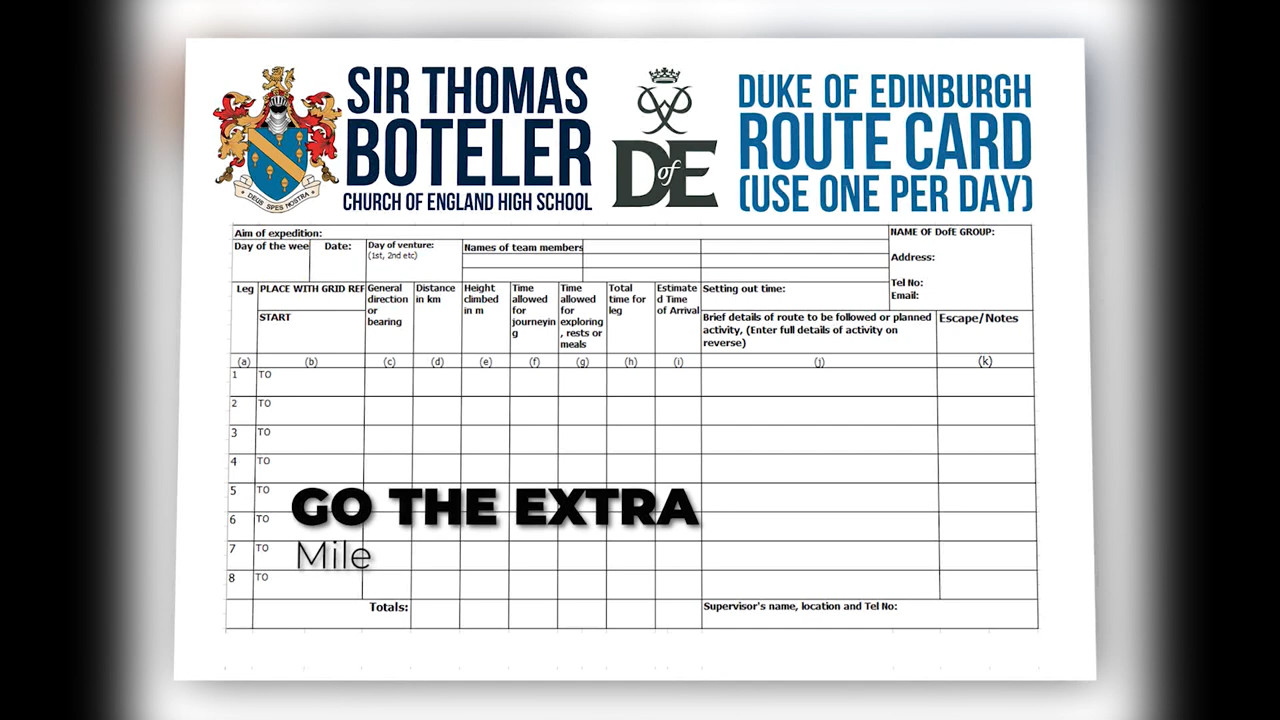 SIR THOMAS
BOTELER
CHURCH OF ENGLAND HIGH SCHOOL
DEUS SPES NOSTRA
DofE
DUKE OF EDINBURGH
ROUTE CARD
(USE ONE PER DAY)
Aim of expedition:
NAME OF DofE GROUP:
Day of the wee
Date:
Day of venture:
(1st, 2nd etc)
Names of team members
Address:
Tel No:
Email:
Leg
PLACE WITH GRID REF
START
General
direction
or
bearing
Distance
in km
Height
climbed
in m
Time
allowed
for
journeyin
g
Time
allowed
for
exploring
, rests or
meals
Total
time for
leg
Estimate
d Time
of Arrival
Setting out time:
Brief details of route to be followed or planned
activity, (Enter full details of activity on
reverse)
Escape/Notes
(a) (b) (c) (d) (e) (f) (g) (h) (i) (j) (k)
1 TO
2 TO
3 TO
4 TO
5 TO
GO THE EXTRA
6 TO
7 TO
Mile
8 TO
Totals:
Supervisor's name, location and Tel No: